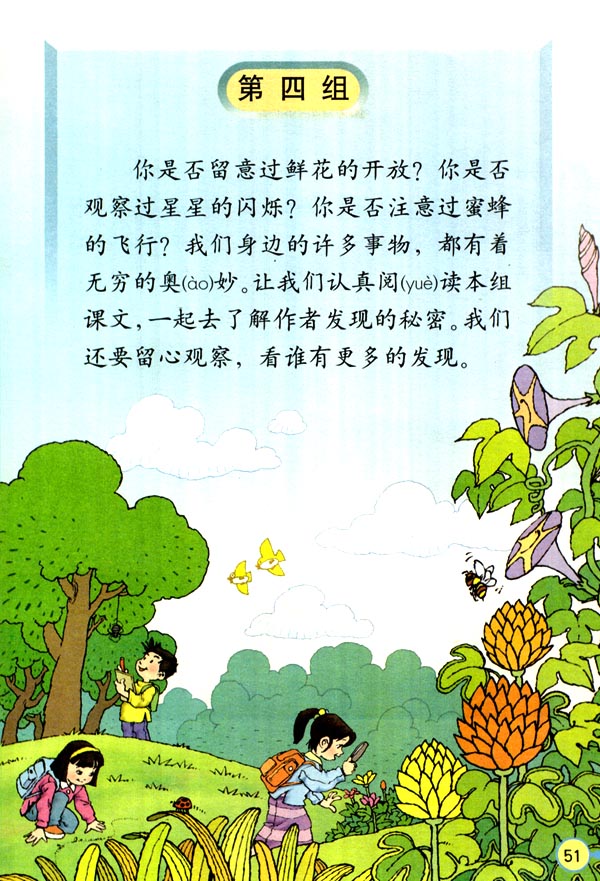 第四组
你是否留意过鲜花的开放？你是否
观察过星星的闪烁？你是否注意过蜜蜂
的飞行？我们身边的许多事物，都有着
无穷的奥(ào)妙。让我们认真阅(yuè)读本组
课文，一起去了解作者发现的秘密。我们
还要留心观察，看谁有更多的发现。
51